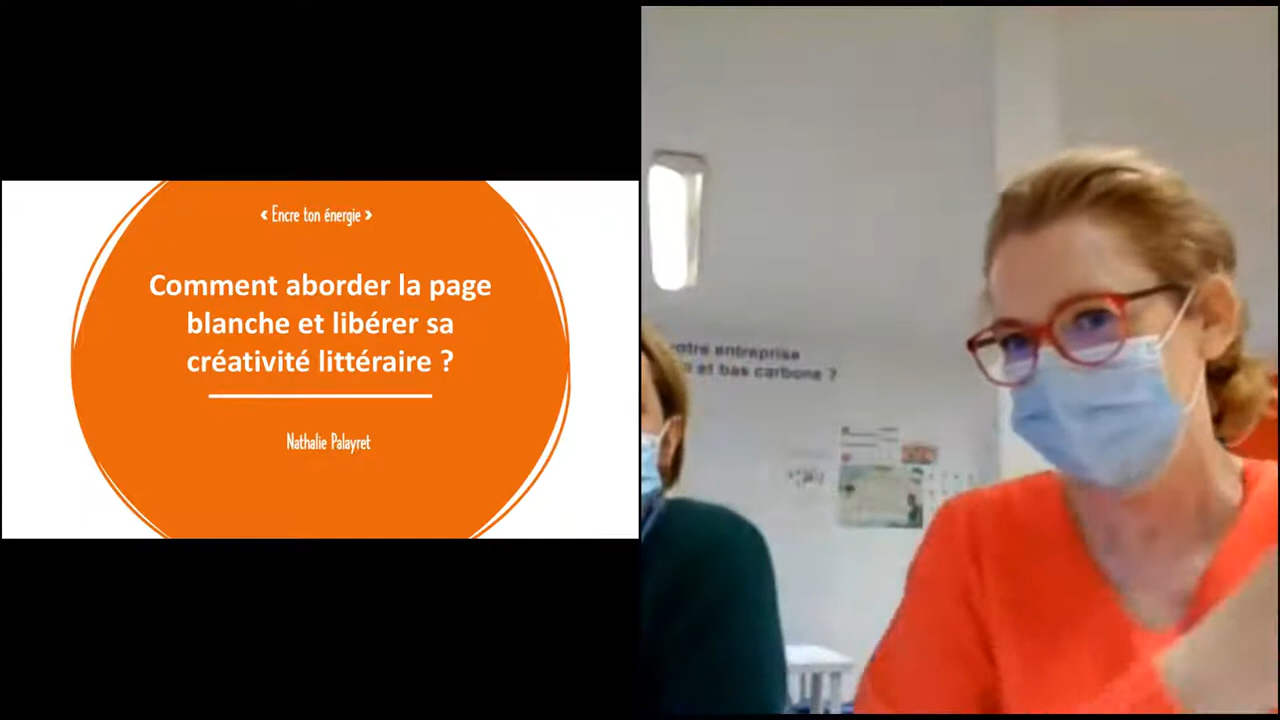 « Encre ton énergie »
Comment aborder la page
blanche et libérer sa
créativité littéraire ?
Nathalie Palayret
votre entreprise
et bas carbone ?